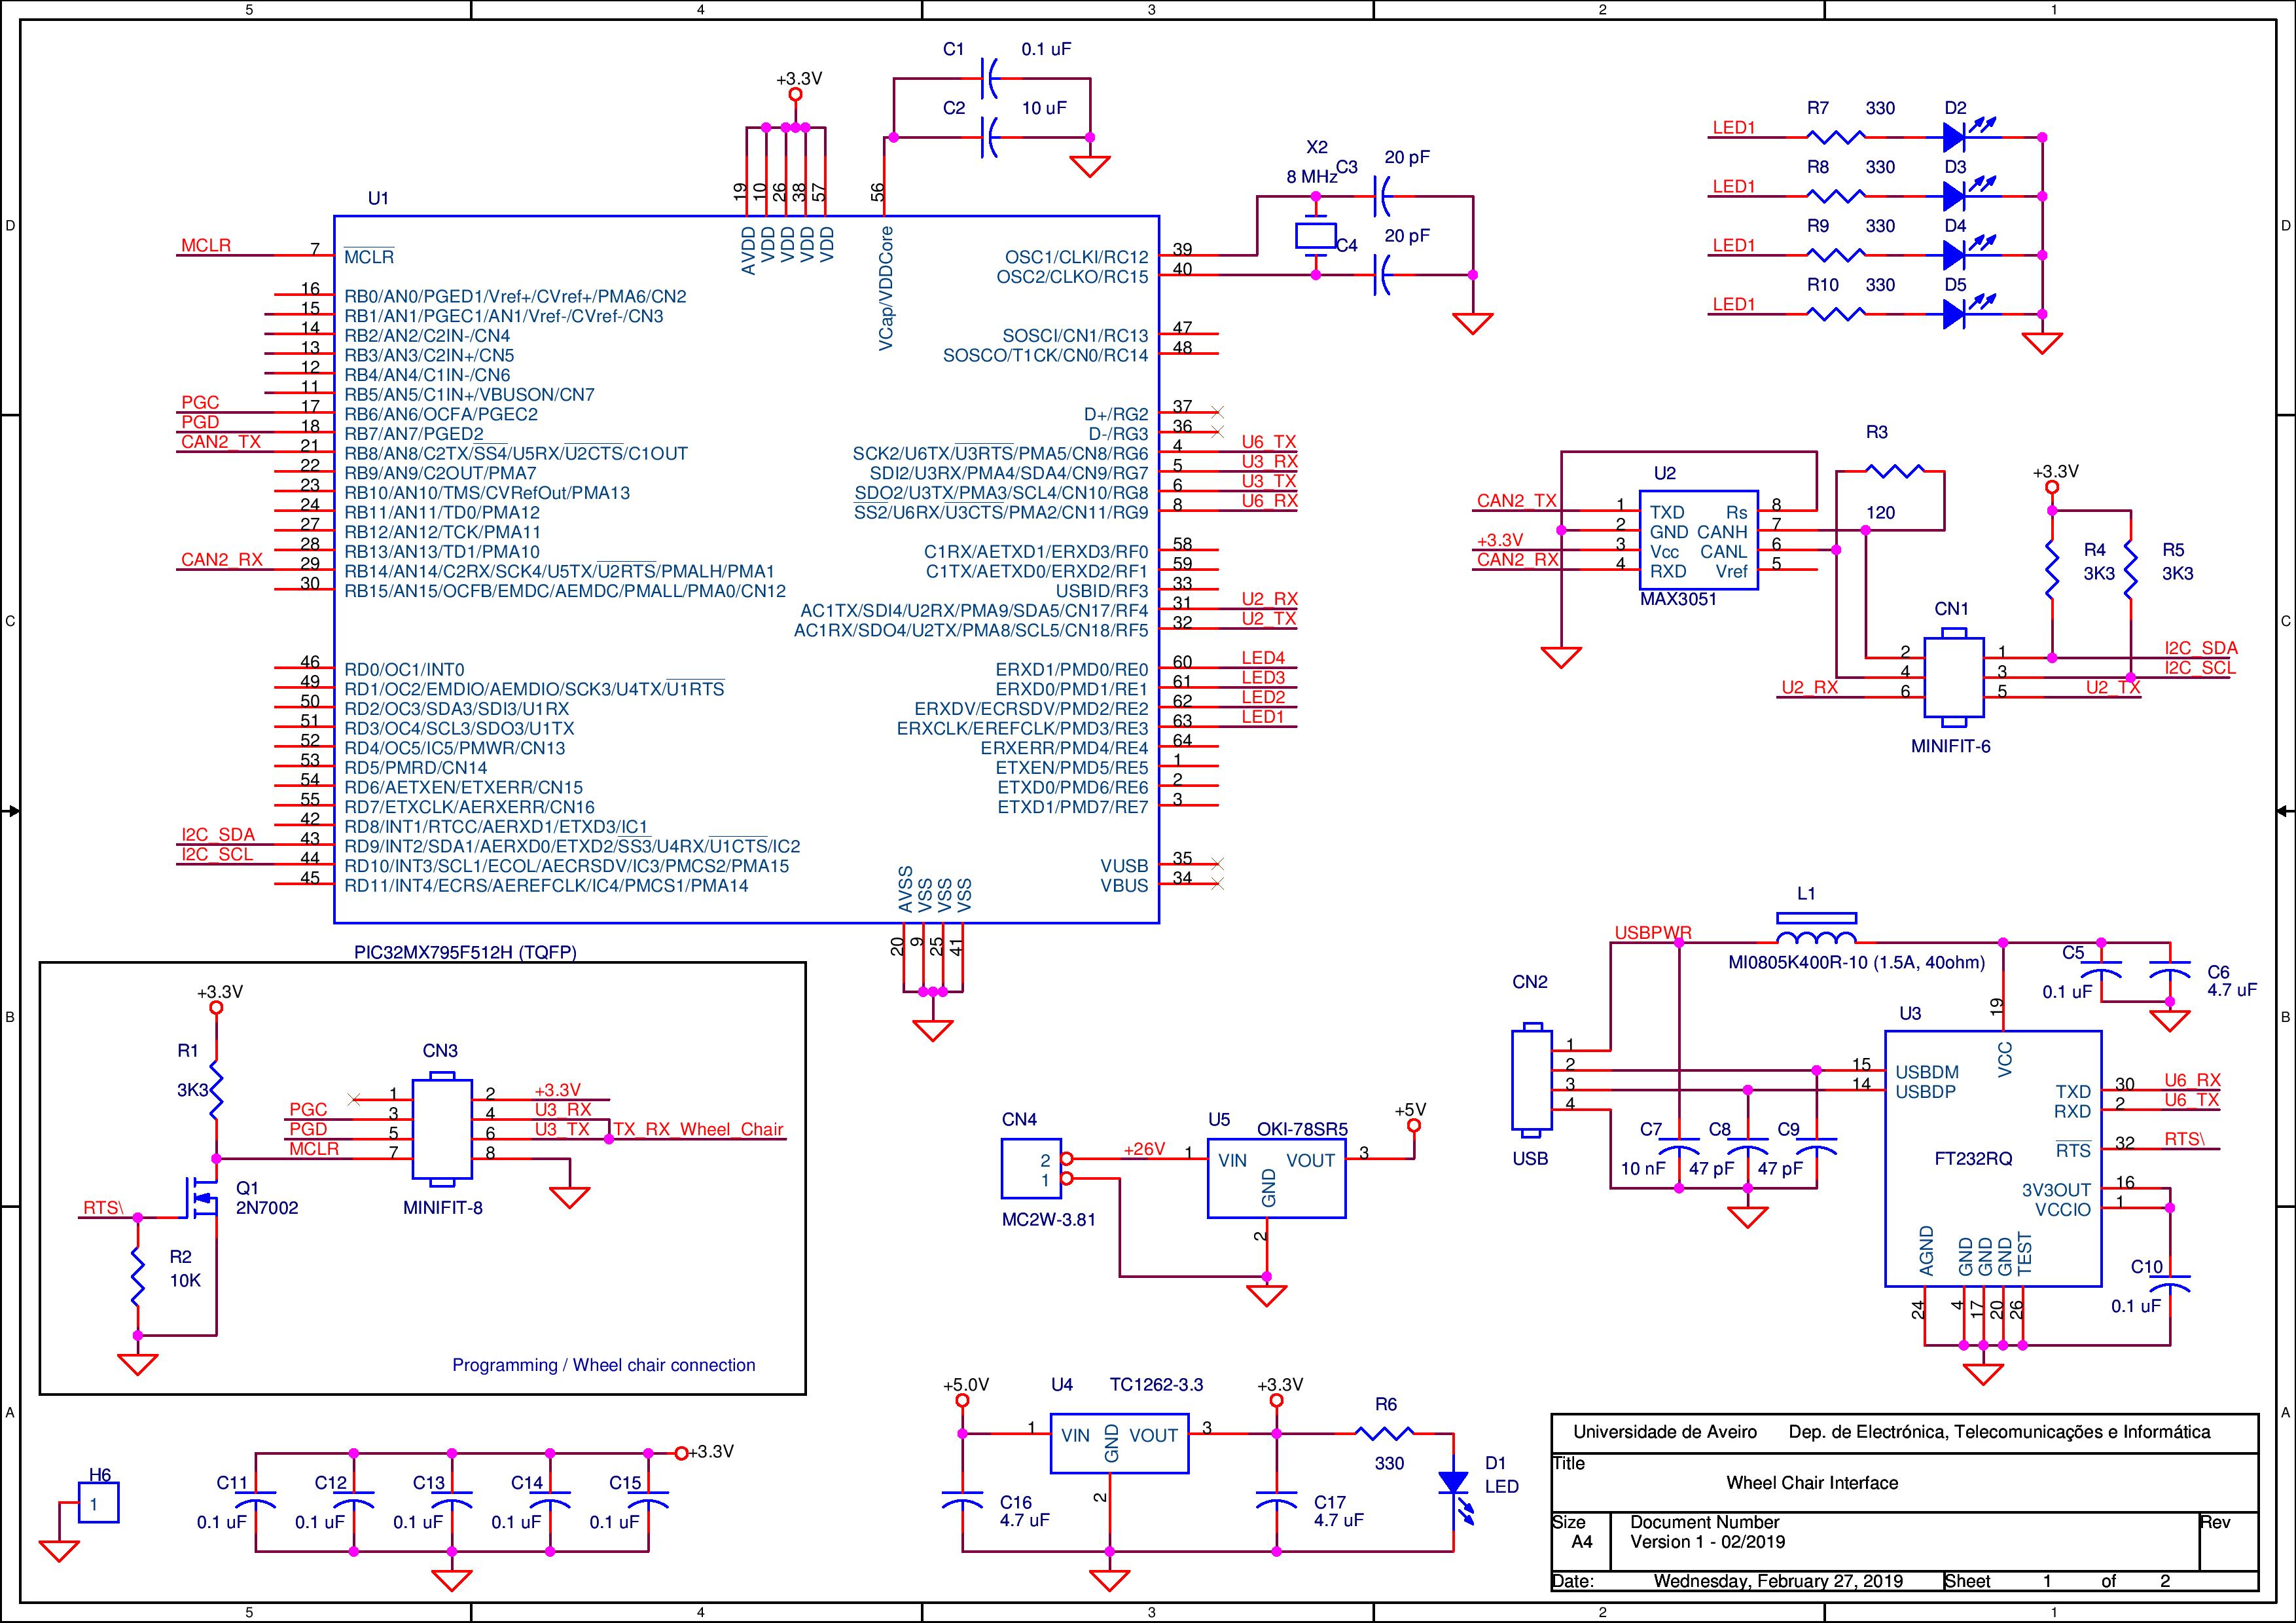 5 4 3 2 1
D D
C C
B B
A A
5 4 3 2 1
C1 0.1 uF
C2 10 uF
+3.3V
19 10 26 38 57 56
AVDD VDD VDD VDD VDD VCap/VDDCore
U1
MCLR 7 MCLR
16 RB0/AN0/PGED1/Vref+/CVref+/PMA6/CN2
15 RB1/AN1/PGEC1/AN1/Vref-/CVref-/CN3
14 RB2/AN2/C2IN-/CN4
13 RB3/AN3/C2IN+/CN5
12 RB4/AN4/C1IN-/CN6
11 RB5/AN5/C1IN+/VBUSON/CN7
PGC 17 RB6/AN6/OCFA/PGEC2
PGD 18 RB7/AN7/PGED2
CAN2_TX 21 RB8/AN8/C2TX/SS4/U5RX/U2CTS/C1OUT
22 RB9/AN9/C2OUT/PMA7
23 RB10/AN10/TMS/CVRefOut/PMA13
24 RB11/AN11/TD0/PMA12
27 RB12/AN12/TCK/PMA11
28 RB13/AN13/TD1/PMA10
CAN2_RX 29 RB14/AN14/C2RX/SCK4/U5TX/U2RTS/PMALH/PMA1
30 RB15/AN15/OCFB/EMDC/AEMDC/PMALL/PMA0/CN12
46 RD0/OC1/INT0
49 RD1/OC2/EMDIO/AEMDIO/SCK3/U4TX/U1RTS
50 RD2/OC3/SDA3/SDI3/U1RX
51 RD3/OC4/SCL3/SDO3/U1TX
52 RD4/OC5/IC5/PMWR/CN13
53 RD5/PMRD/CN14
54 RD6/AETXEN/ETXERR/CN15
55 RD7/ETXCLK/AERXERR/CN16
42 RD8/INT1/RTCC/AERXD1/ETXD3/IC1
I2C_SDA 43 RD9/INT2/SDA1/AERXD0/ETXD2/SS3/U4RX/U1CTS/IC2
I2C_SCL 44 RD10/INT3/SCL1/ECOL/AECRSDV/IC3/PMCS2/PMA15
45 RD11/INT4/ECRS/AEREFCLK/IC4/PMCS1/PMA14
OSC1/CLKI/RC12 39
OSC2/CLKO/RC15 40
SOSCI/CN1/RC13 47
SOSCO/T1CK/CN0/RC14 48
D+/RG2 37
D-/RG3 36
SCK2/U6TX/U3RTS/PMA5/CN8/RG6 4 U6_TX
SDI2/U3RX/PMA4/SDA4/CN9/RG7 5 U3_RX
SDO2/U3TX/PMA3/SCL4/CN10/RG8 6 U3_TX
SS2/U6RX/U3CTS/PMA2/CN11/RG9 8 U6_RX
C1RX/AETXD1/ERXD3/RF0 58
C1TX/AETXD0/ERXD2/RF1 59
USBID/RF3 33
AC1TX/SDI4/U2RX/PMA9/SDA5/CN17/RF4 31 U2_RX
AC1RX/SDO4/U2TX/PMA8/SCL5/CN18/RF5 32 U2_TX
ERXD1/PMD0/RE0 60 LED4
ERXD0/PMD1/RE1 61 LED3
ERXDV/ECRSDV/PMD2/RE2 62 LED2
ERXCLK/EREFCLK/PMD3/RE3 63 LED1
ERXERR/PMD4/RE4 64
ETXEN/PMD5/RE5 1
ETXD0/PMD6/RE6 2
ETXD1/PMD7/RE7 3
VUSB 35
VBUS 34
AVSS VSS VSS VSS
20 9 25 41
PIC32MX795F512H (TQFP)
X2
8 MHz
C3 20 pF
C4 20 pF
R7 330 D2
LED1
R8 330 D3
LED1
R9 330 D4
LED1
R10 330 D5
LED1
R3
120
U2
CAN2_TX 1 TXD Rs 8
2 GND CANH 7
+3.3V 3 Vcc CANL 6
CAN2_RX 4 RXD Vref 5
MAX3051
+3.3V
R4 3K3
R5 3K3
CN1
2 1 I2C_SDA
4 3 I2C_SCL
U2_RX 6 5 U2_TX
MINIFIT-6
+3.3V
R1
3K3
CN3
1 2 +3.3V
PGC 3 4 U3_RX
PGD 5 6 U3_TX TX_RX_Wheel_Chair
MCLR 7 8
MINIFIT-8
Q1
2N7002
RTS\
R2
10K
Programming / Wheel chair connection
CN4
2
1
MC2W-3.81
+26V
U5 OKI-78SR5
1 VIN VOUT 3
GND
2
+5V
L1
USBPWR
MI0805K400R-10 (1.5A, 40ohm)
C5
0.1 uF
C6
4.7 uF
CN2
1
2
3
4
USB
C7 C8 C9
10 nF 47 pF 47 pF
U3
19
VCC
15 USBDM
14 USBDP
TXD 30 U6_RX
RXD 2 U6_TX
RTS 32 RTS\
FT232RQ
3V3OUT 16
VCCIO 1
AGND GND GND GND TEST
24 4 17 20 26
C10
0.1 uF
H6
1
+3.3V
C11 C12 C13 C14 C15
0.1 uF 0.1 uF 0.1 uF 0.1 uF 0.1 uF
+5.0V
U4 TC1262-3.3
+3.3V
1 VIN VOUT 3
GND
2
R6
330
D1
LED
C16
4.7 uF
C17
4.7 uF
Universidade de Aveiro Dep. de Electrónica, Telecomunicações e Informática
Title
Wheel Chair Interface
Size
A4
Document Number
Version 1 - 02/2019
Rev
Date: Wednesday, February 27, 2019 Sheet 1 of 2